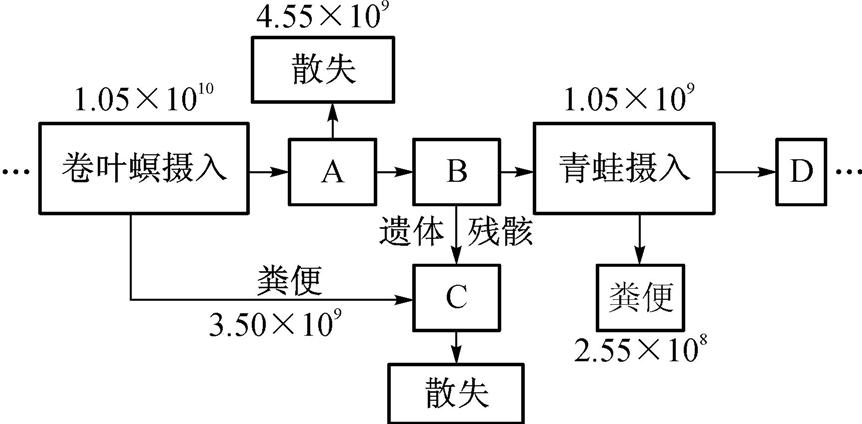 4.55×10⁹
散失
1.05×10¹⁰
1.05×10⁹
… 卷叶螟摄入 A B 青蛙摄入 D …
遗体 残骸
粪便 C 粪便
3.50×10⁹
2.55×10⁸
散失